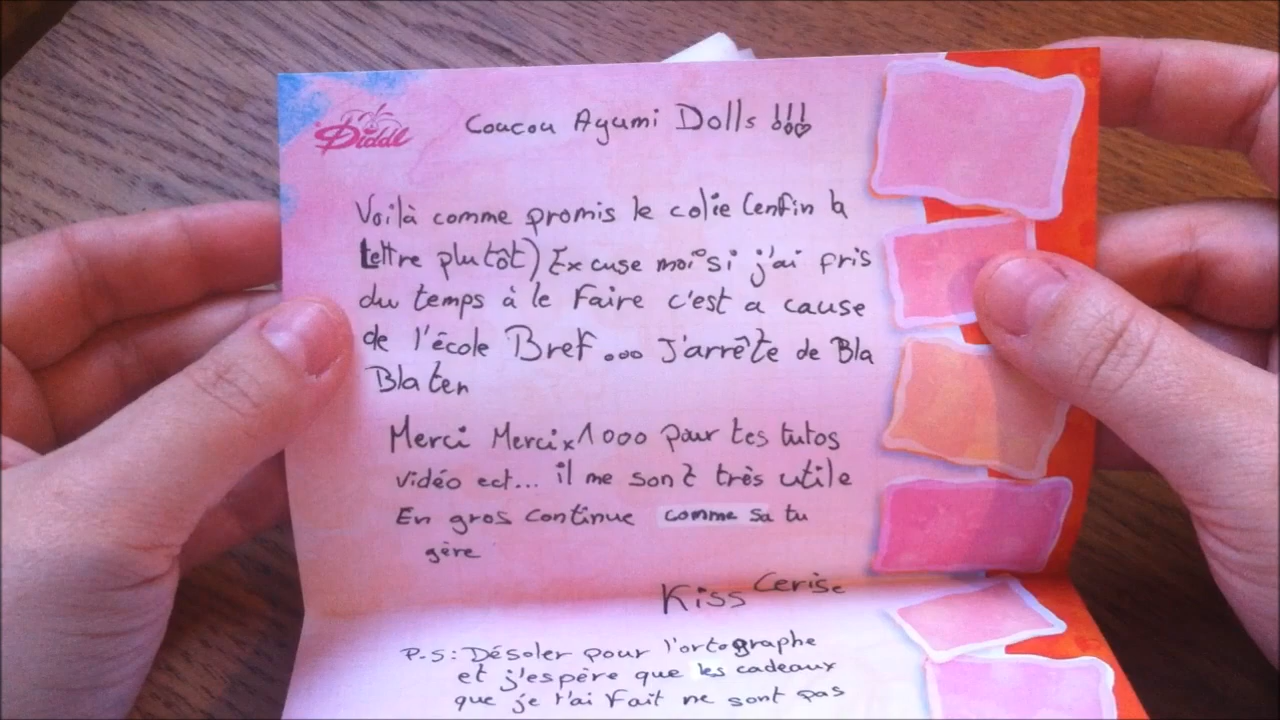 Diddl
Coucou Ayumi Dolls !!!
Voilà comme promis le colie (enfin la
Lettre plutôt) Excuse moi si j'ai pris
du temps à le Faire c'est a cause
de l'école Bref... J'arrête de Bla
Blater
Merci Merci x1000 pour tes tutos
vidéo ect... il me sont très utile
En gros continue comme sa tu
gère
Kiss Cerise
P-S: Désoler pour l'ortographe
et j'espère que les cadeaux
que je t'ai fait ne sont pas